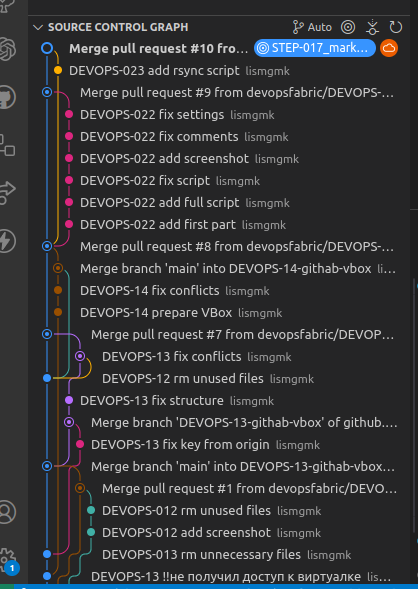 SOURCE CONTROL GRAPH Auto
Merge pull request #10 fro... STEP-017_mark...
DEVOPS-023 add rsync script lismgmk
Merge pull request #9 from devopsfabric/DEVOPS-...
DEVOPS-022 fix settings lismgmk
DEVOPS-022 fix comments lismgmk
DEVOPS-022 add screenshot lismgmk
DEVOPS-022 fix script lismgmk
DEVOPS-022 add full script lismgmk
DEVOPS-022 add first part lismgmk
Merge pull request #8 from devopsfabric/DEVOPS-...
Merge branch 'main' into DEVOPS-14-githab-vbox li...
DEVOPS-14 fix conflicts lismgmk
DEVOPS-14 prepare VBox lismgmk
Merge pull request #7 from devopsfabric/DEVOP...
DEVOPS-13 fix conflicts lismgmk
DEVOPS-12 rm unused files lismgmk
DEVOPS-13 fix structure lismgmk
Merge branch 'DEVOPS-13-githab-vbox' of github....
DEVOPS-13 fix key from origin lismgmk
Merge branch 'main' into DEVOPS-13-githab-vbox...
Merge pull request #1 from devopsfabric/DEVO...
DEVOPS-012 rm unused files lismgmk
DEVOPS-012 add screenshot lismgmk
DEVOPS-013 rm unnecessary files lismgmk
1
DEVOPS-13 !!не получил доступ к виртуалке lismgmk